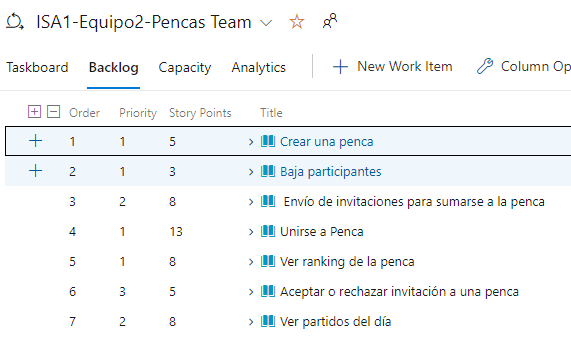 ISA1-Equipo2-Pencas Team
Taskboard Backlog Capacity Analytics + New Work Item Column Op
Order Priority Story Points Title
1 1 5 Crear una penca
2 1 3 Baja participantes
3 2 8 Envío de invitaciones para sumarse a la penca
4 1 13 Unirse a Penca
5 1 8 Ver ranking de la penca
6 3 5 Aceptar o rechazar invitación a una penca
7 2 8 Ver partidos del día